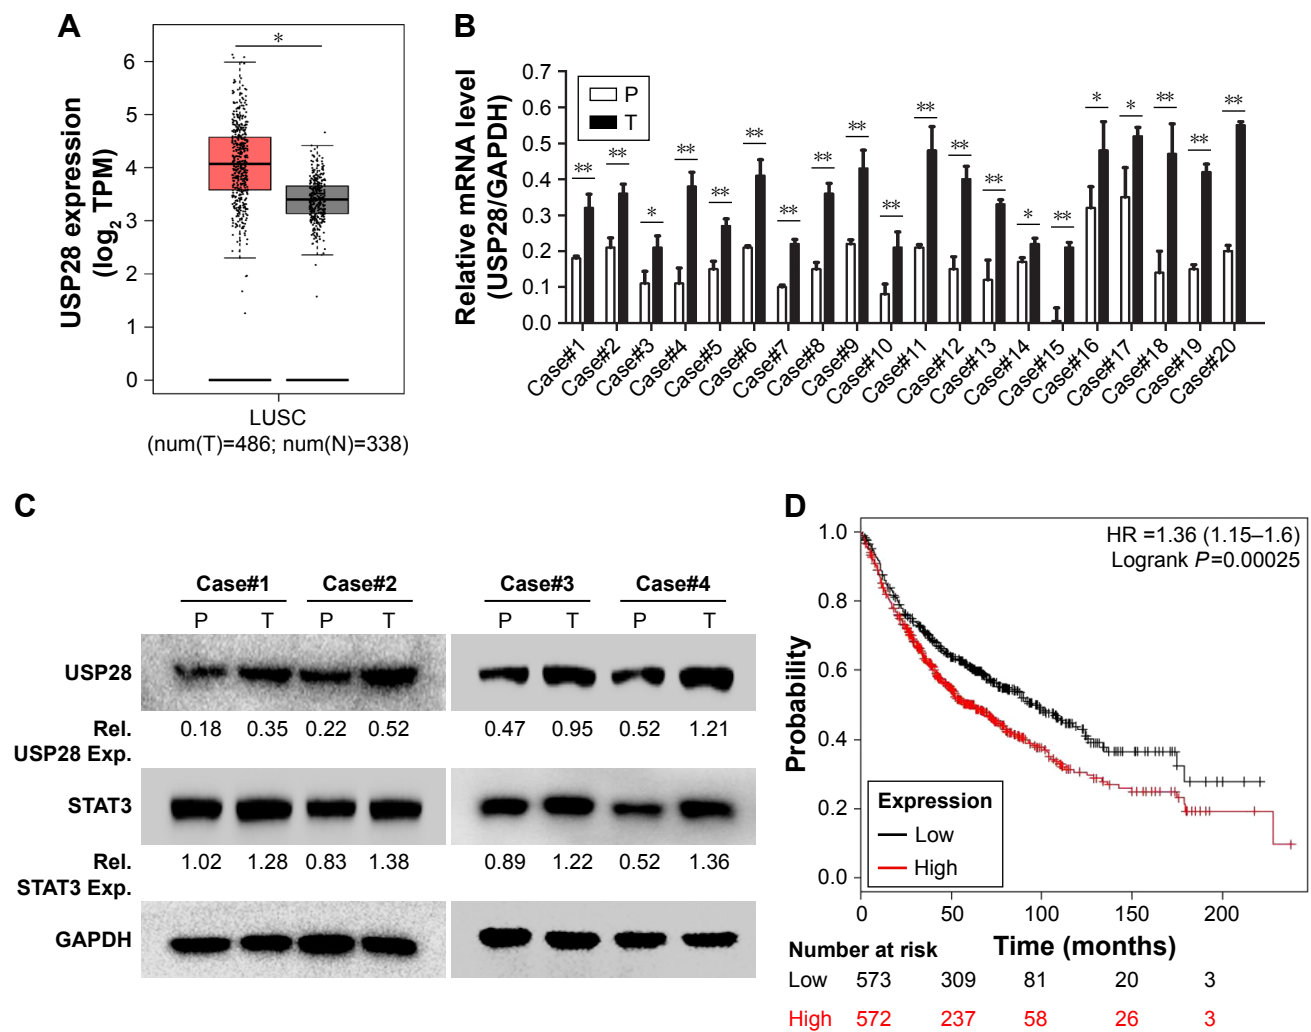 A
*
USP28 expression
(log2 TPM)
6
5
4
3
2
1
0
LUSC
(num(T)=486; num(N)=338)
B
Relative mRNA level
(USP28/GAPDH)
0.7
0.6
0.5
0.4
0.3
0.2
0.1
0.0
P
T
** ** * ** ** ** ** ** ** ** ** ** ** * ** * * ** ** **
Case#1
Case#2
Case#3
Case#4
Case#5
Case#6
Case#7
Case#8
Case#9
Case#10
Case#11
Case#12
Case#13
Case#14
Case#15
Case#16
Case#17
Case#18
Case#19
Case#20
C
Case#1 Case#2 Case#3 Case#4
P T P T P T P T
USP28
Rel. 0.18 0.35 0.22 0.52 0.47 0.95 0.52 1.21
USP28 Exp.
STAT3
Rel. 1.02 1.28 0.83 1.38 0.89 1.22 0.52 1.36
STAT3 Exp.
GAPDH
D
HR =1.36 (1.15–1.6)
Logrank P=0.00025
Probability
1.0
0.8
0.6
0.4
0.2
0.0
Expression
Low
High
0 50 100 150 200
Number at risk Time (months)
Low 573 309 81 20 3
High 572 237 58 26 3